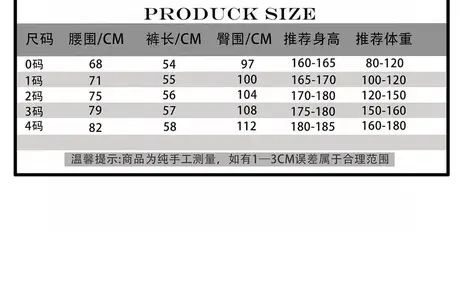 PRODUCK SIZE
尺码 腰围/CM 裤长/CM 臀围/CM 推荐身高 推荐体重
0码 68 54 97 160-165 80-120
1码 71 55 100 165-170 100-120
2码 75 56 104 170-180 120-150
3码 79 57 108 175-180 150-160
4码 82 58 112 180-185 160-180
温馨提示:商品为纯手工测量，如有1—3CM误差属于合理范围